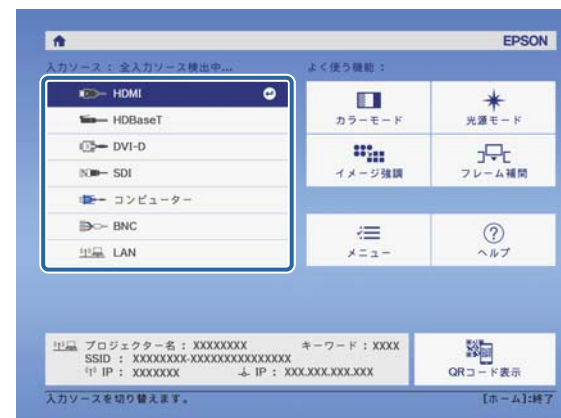 EPSON
入力ソース : 全入力ソース検出中...
よく使う機能 :
HDMI
HDBaseT
DVI-D
SDI
コンピューター
BNC
LAN
カラーモード
光源モード
イメージ強調
フレーム補間
メニュー
ヘルプ
プロジェクター名 : XXXXXXXX キーワード : XXXX
SSID : XXXXXXXX-XXXXXXXXXXXXXXX
IP : XXXXXXX IP : XXX.XXX.XXX.XXX
QRコード表示
入力ソースを切り替えます。 [ホーム]:終了